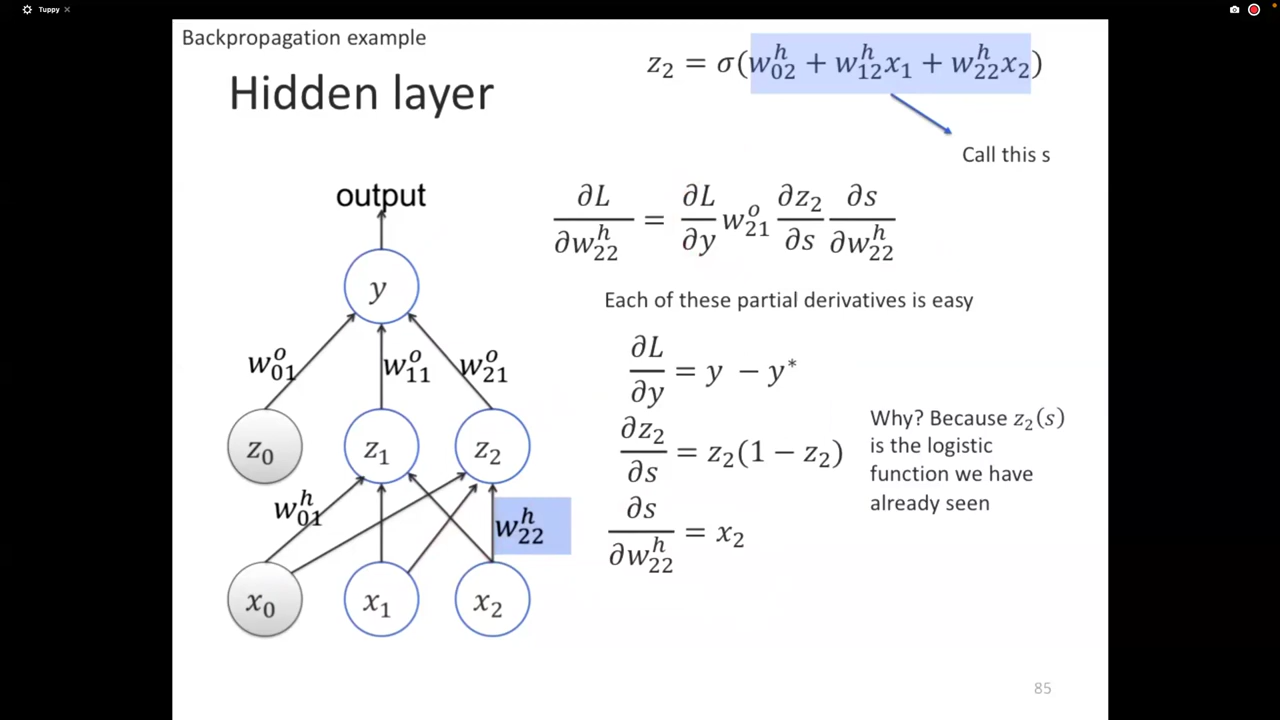 Tuppy ×
Backpropagation example
Hidden layer
z₂ = σ(w₀₂ʰ + w₁₂ʰx₁ + w₂₂ʰx₂)
Call this s
output
∂L/∂w₂₂ʰ = ∂L/∂y w₂₁ᵒ ∂z₂/∂s ∂s/∂w₂₂ʰ
Each of these partial derivatives is easy
y
∂L/∂y = y − y*
w₀₁ᵒ w₁₁ᵒ w₂₁ᵒ
∂z₂/∂s = z₂(1 − z₂)
Why? Because z₂(s)
is the logistic
function we have
already seen
z₀ z₁ z₂
w₀₁ʰ w₂₂ʰ
∂s/∂w₂₂ʰ = x₂
x₀ x₁ x₂
85